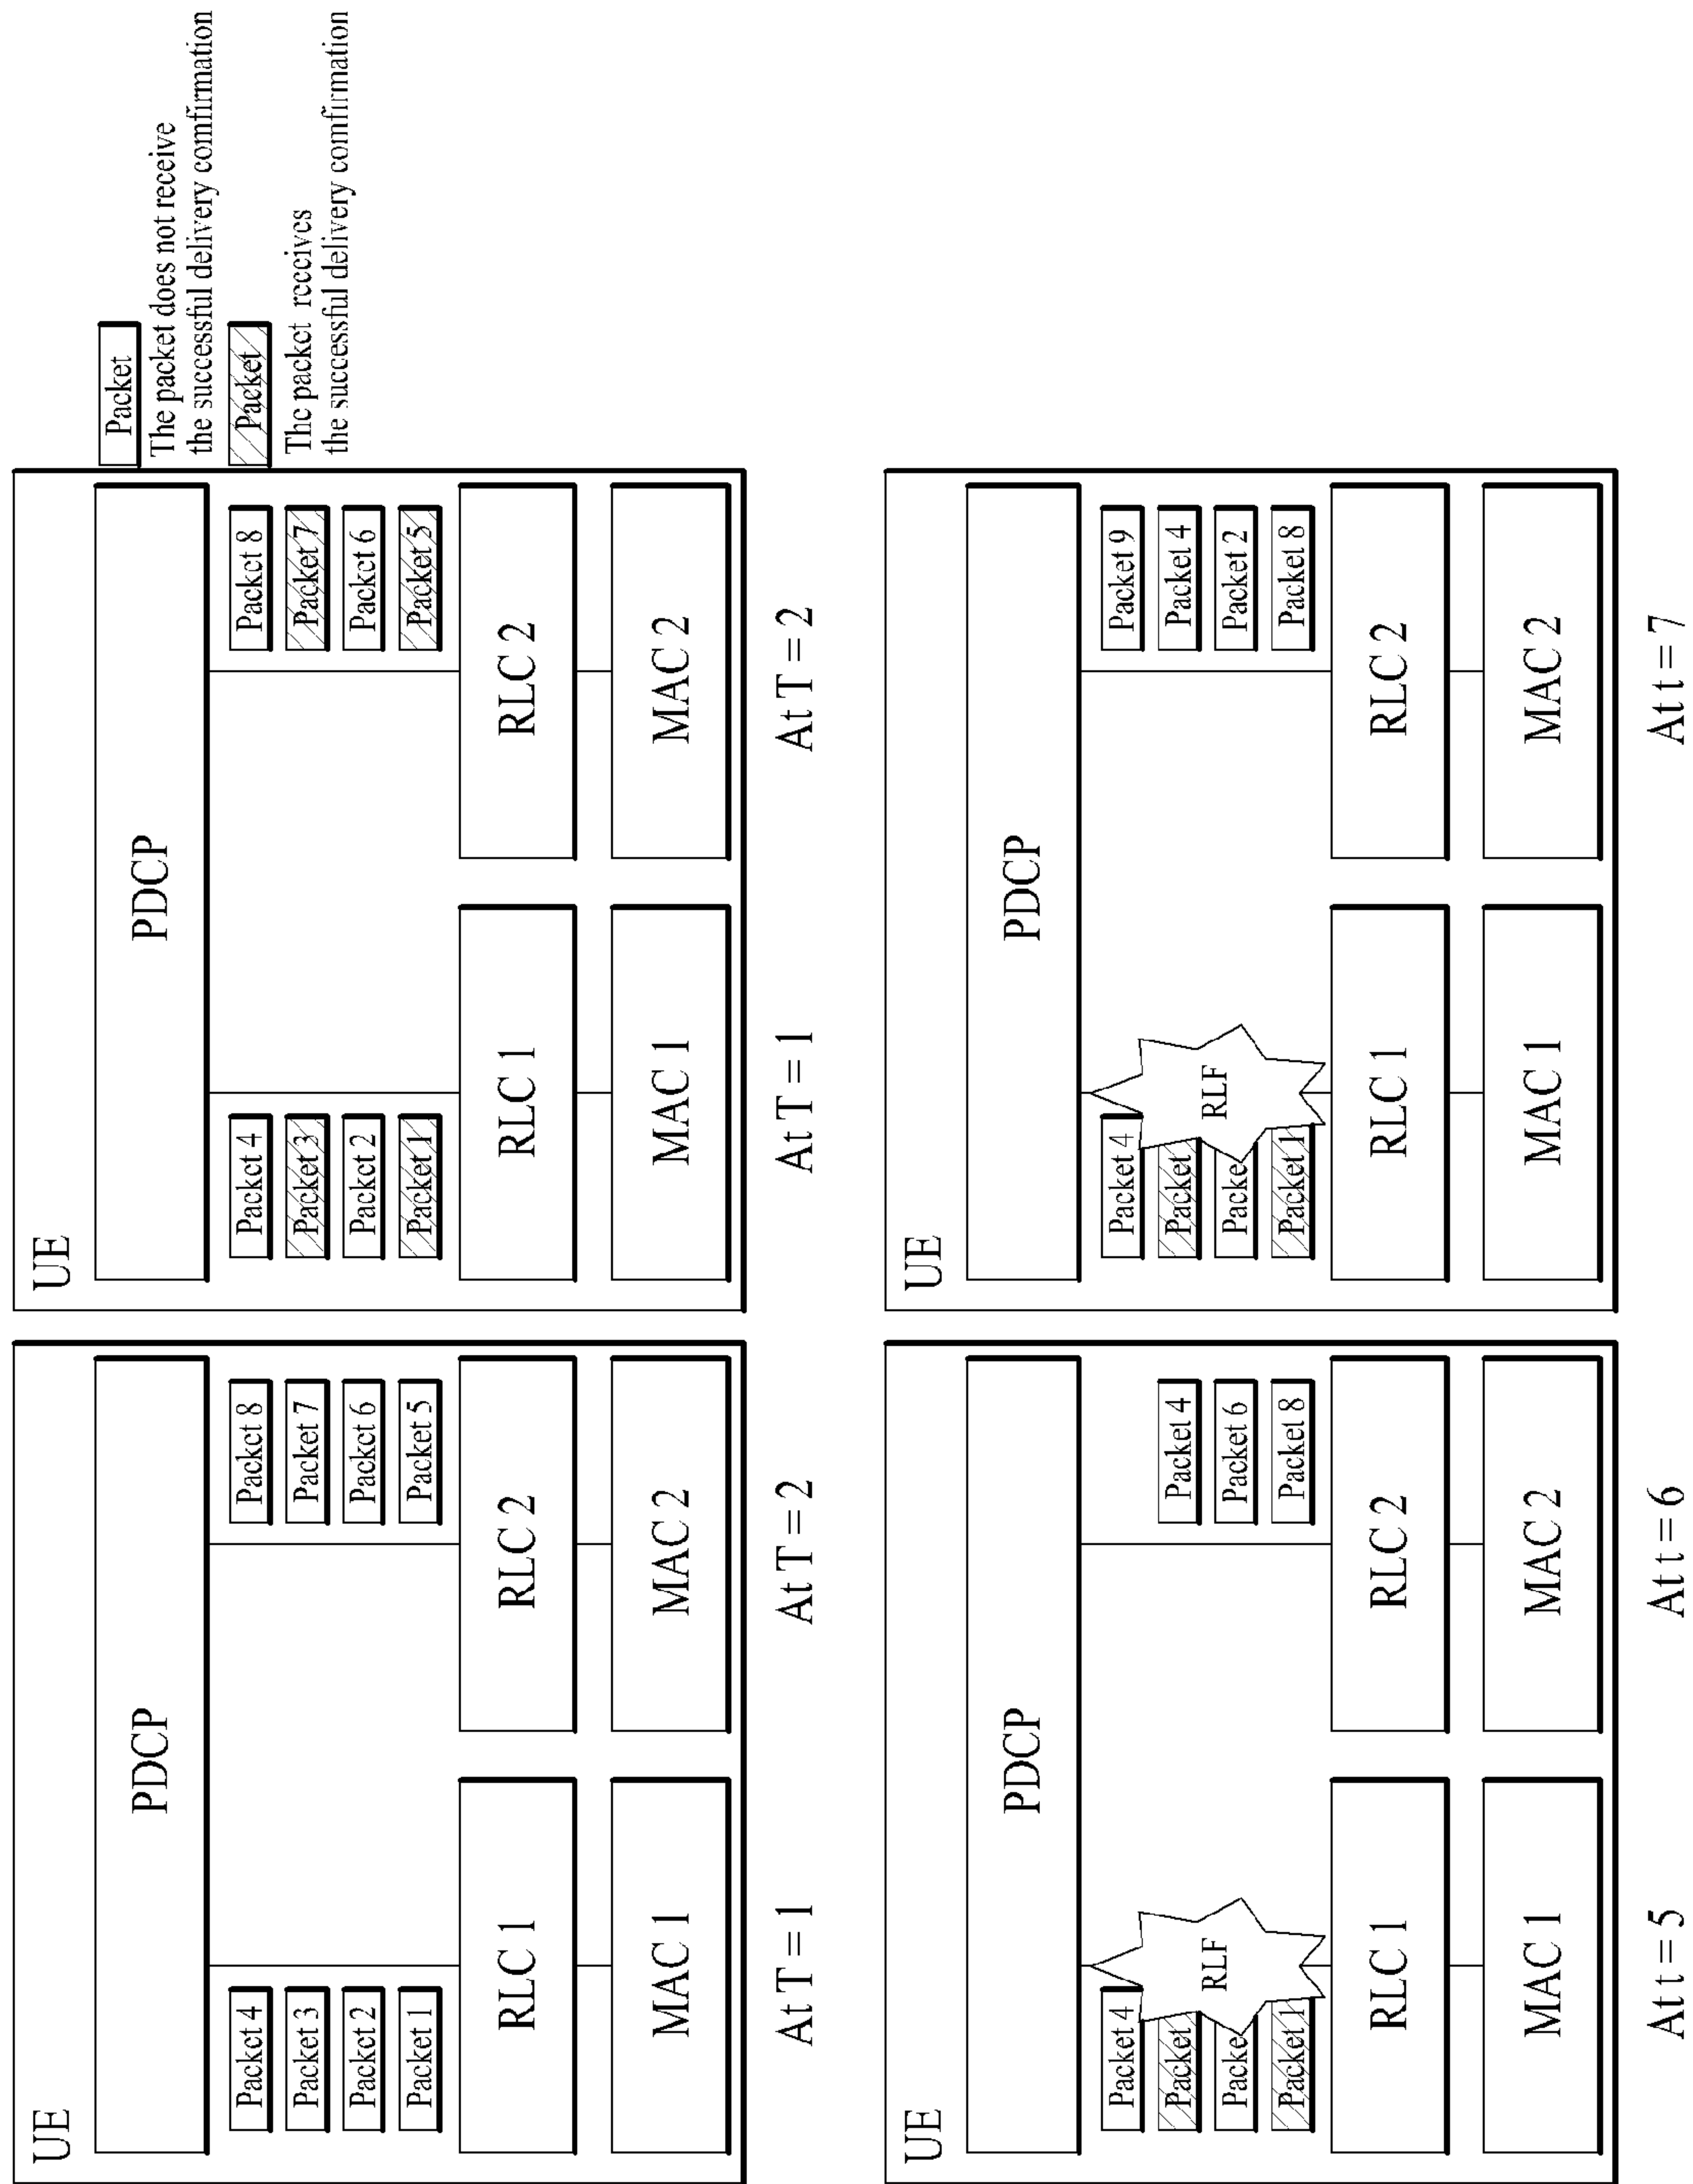 UE
PDCP
Packet 4
Packet 3
Packet 2
Packet 1
Packet 8
Packet 7
Packet 6
Packet 5
RLC 1
RLC 2
MAC 1
MAC 2
At T = 1
At T = 2
UE
PDCP
Packet 4
Packet 3
Packet 2
Packet 1
Packet 8
Packet 7
Packet 6
Packet 5
RLC 1
RLC 2
MAC 1
MAC 2
At T = 1
At T = 2
Packet
The packet does not receive
the successful delivery comfirmation
Packet
The packet receives
the successful delivery comfirmation
UE
PDCP
Packet 4
Packet
Packe
Packet 1
RLF
Packet 4
Packet 6
Packet 8
RLC 1
RLC 2
MAC 1
MAC 2
At t = 5
At t = 6
UE
PDCP
Packet 4
Packet
Packe
Packet 1
RLF
Packet 9
Packet 4
Packet 2
Packet 8
RLC 1
RLC 2
MAC 1
MAC 2
At t = 7